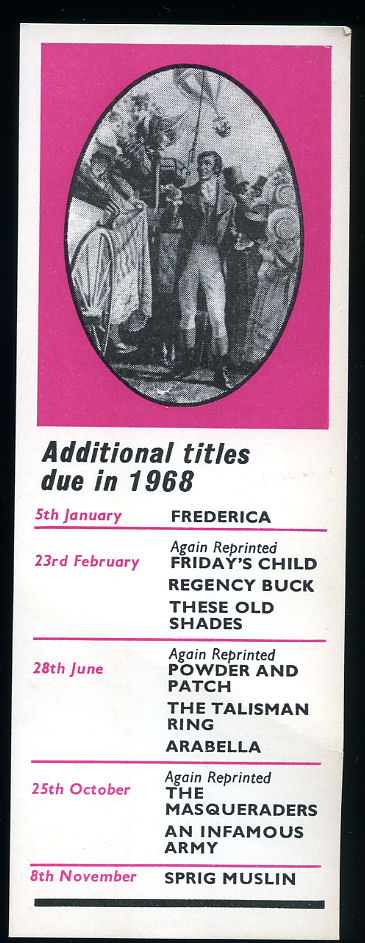 Additional titles
due in 1968
5th January FREDERICA
Again Reprinted
23rd February FRIDAY'S CHILD
REGENCY BUCK
THESE OLD
SHADES
Again Reprinted
28th June POWDER AND
PATCH
THE TALISMAN
RING
ARABELLA
Again Reprinted
25th October THE
MASQUERADERS
AN INFAMOUS
ARMY
8th November SPRIG MUSLIN